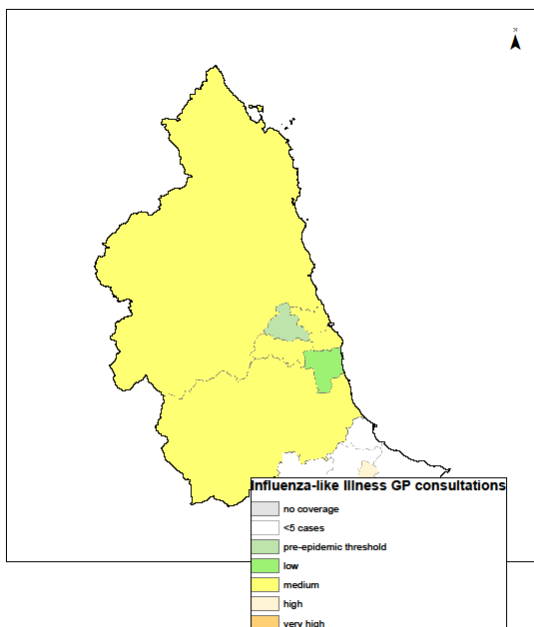 N
Influenza-like Illness GP consultations
no coverage
<5 cases
pre-epidemic threshold
low
medium
high
very high